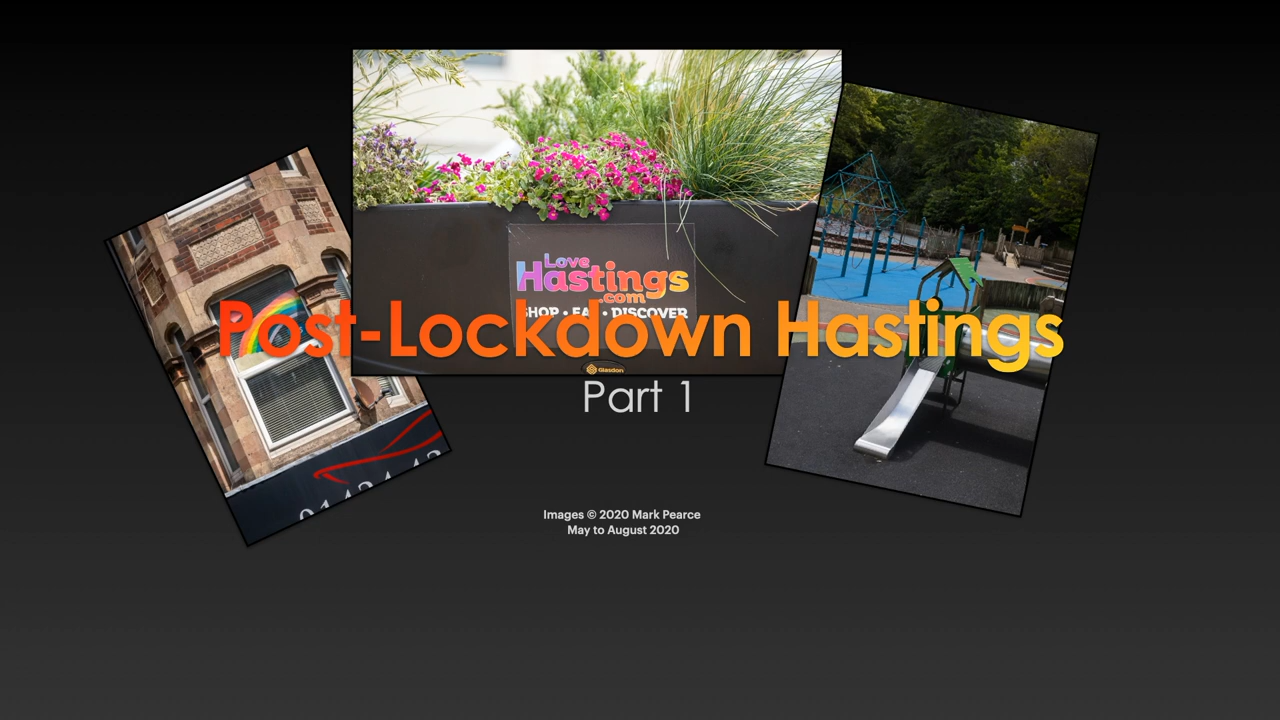 Love
Hastings
.com
SHOP • EAT • DISCOVER
Post-Lockdown Hastings
Glasdon
Part 1
Images © 2020 Mark Pearce
May to August 2020